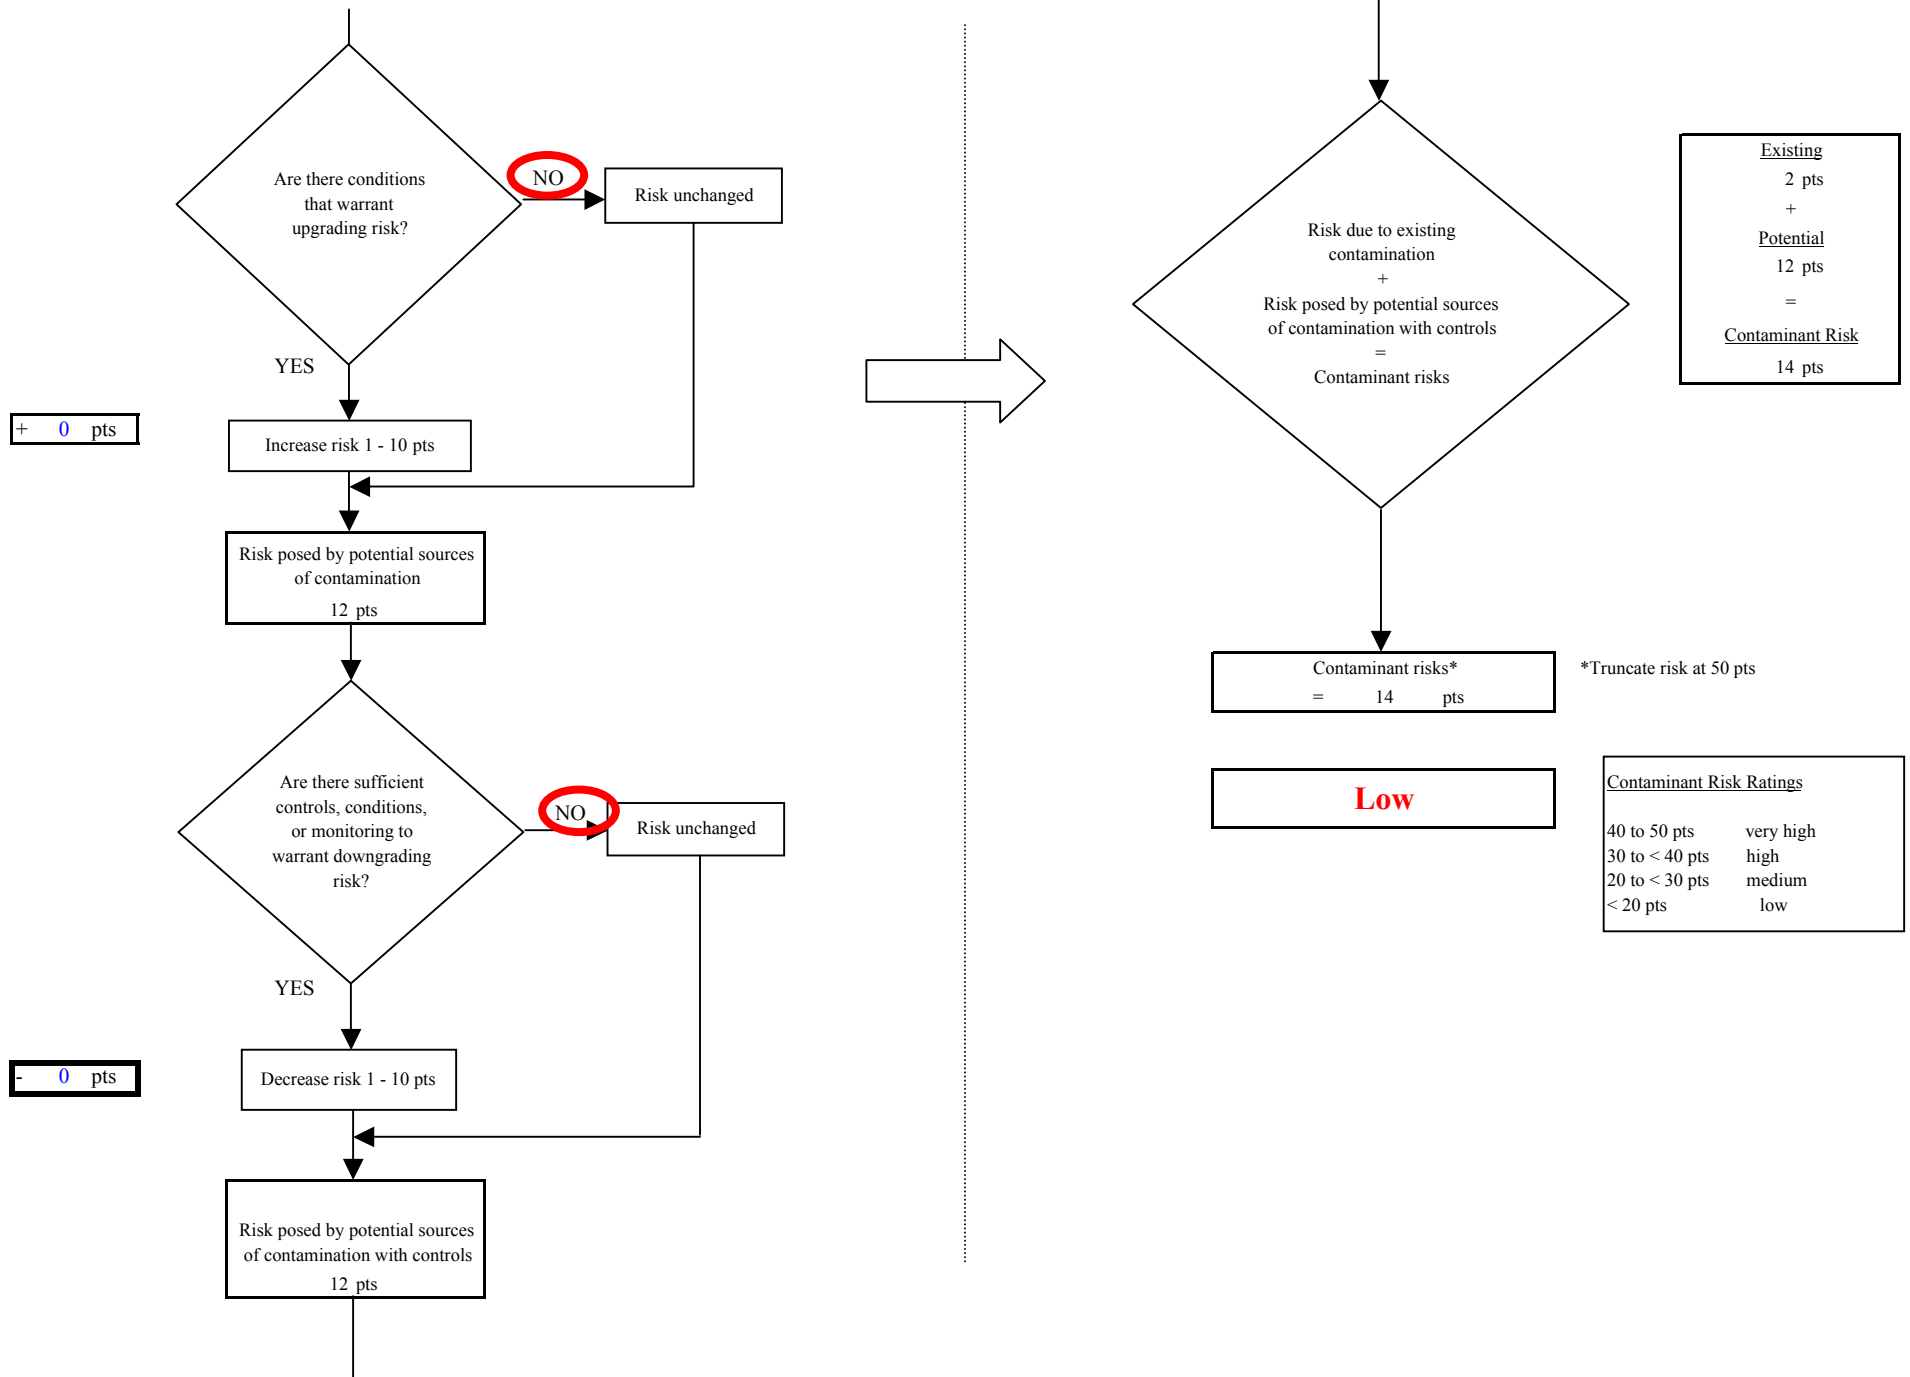 Are there conditions
that warrant
upgrading risk?
NO
Risk unchanged
YES
+ 0 pts
Increase risk 1 - 10 pts
Risk posed by potential sources
of contamination
12 pts
Are there sufficient
controls, conditions,
or monitoring to
warrant downgrading
risk?
NO
Risk unchanged
YES
- 0 pts
Decrease risk 1 - 10 pts
Risk posed by potential sources
of contamination with controls
12 pts
Risk due to existing
contamination
+
Risk posed by potential sources
of contamination with controls
=
Contaminant risks
Existing
2 pts
+
Potential
12 pts
=
Contaminant Risk
14 pts
Contaminant risks*
= 14 pts
*Truncate risk at 50 pts
Low
Contaminant Risk Ratings
40 to 50 pts very high
30 to < 40 pts high
20 to < 30 pts medium
< 20 pts low